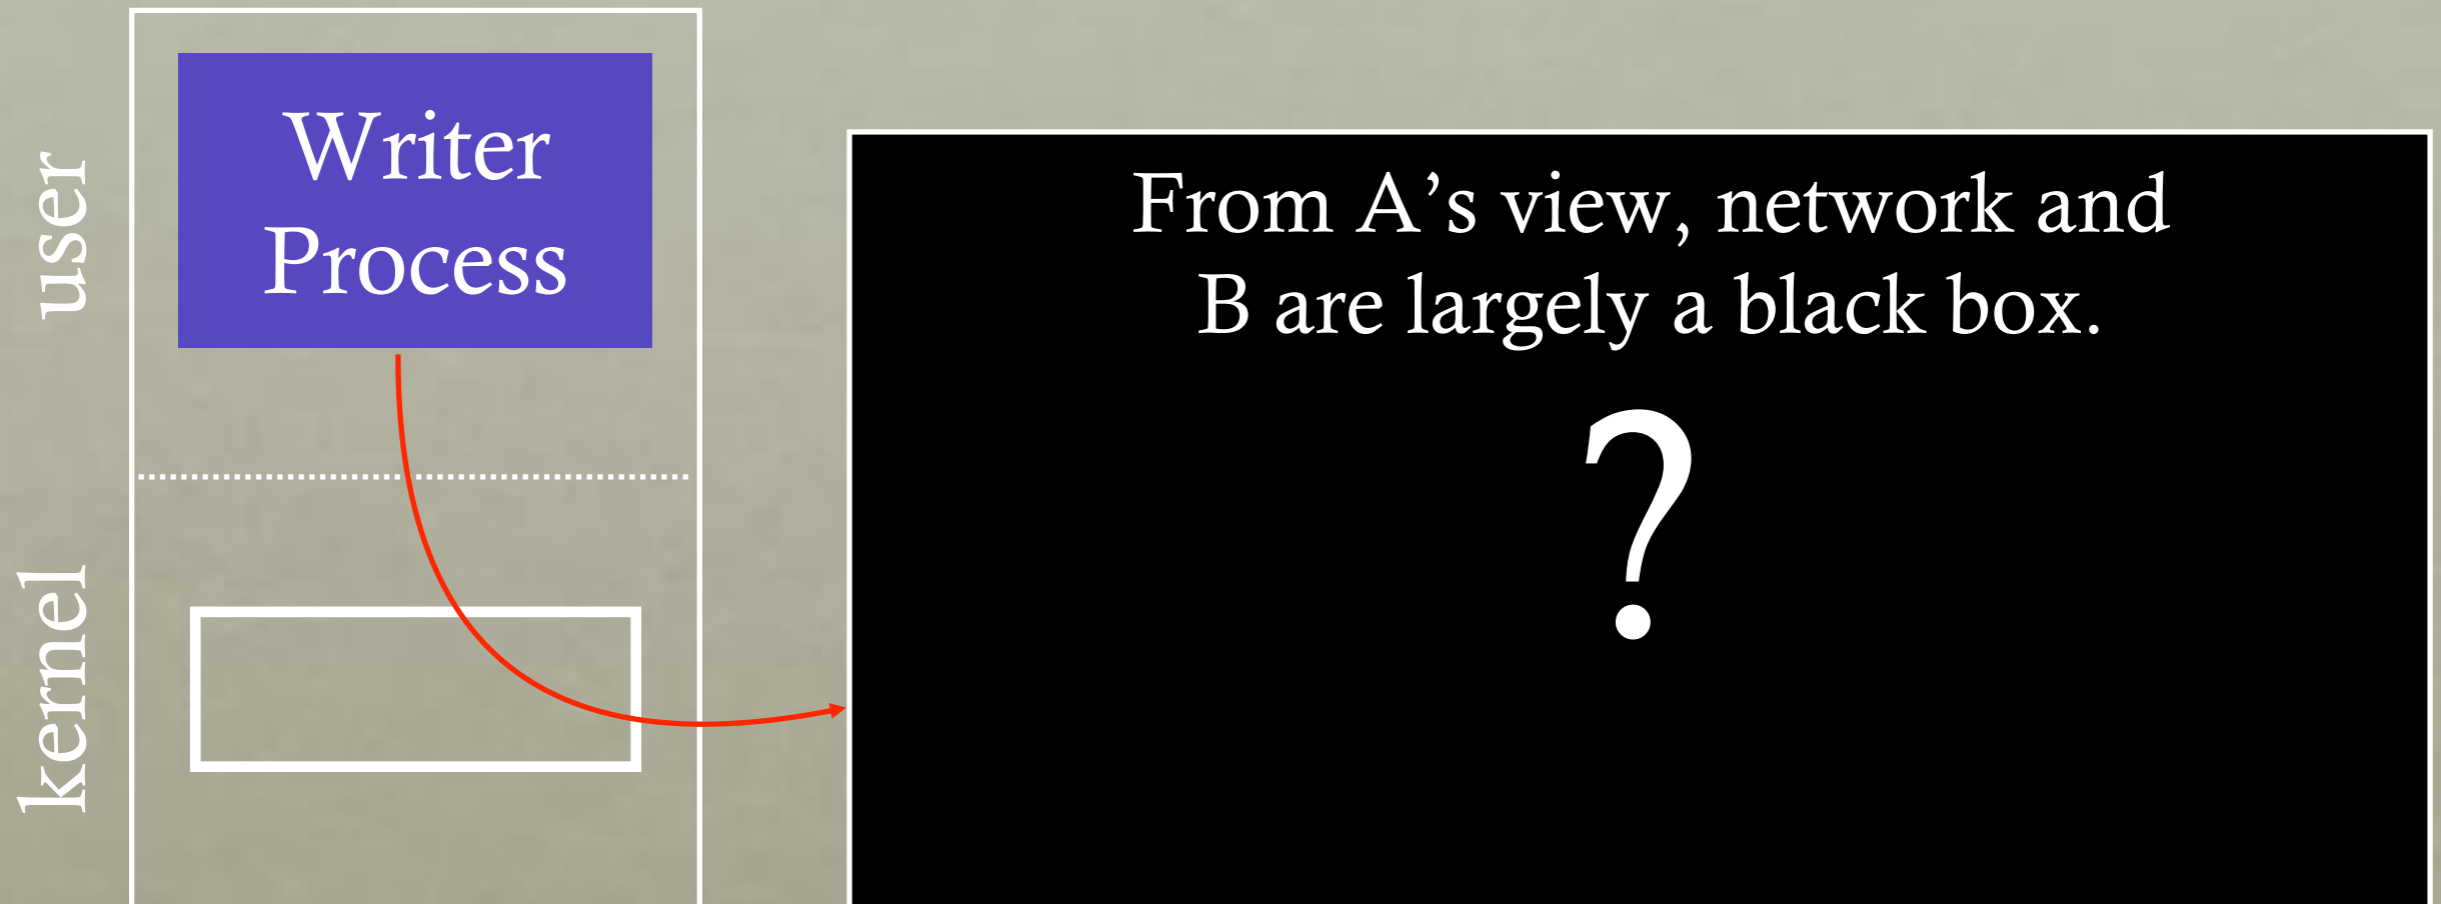 user
Writer
Process
kernel
From A’s view, network and
B are largely a black box.
?